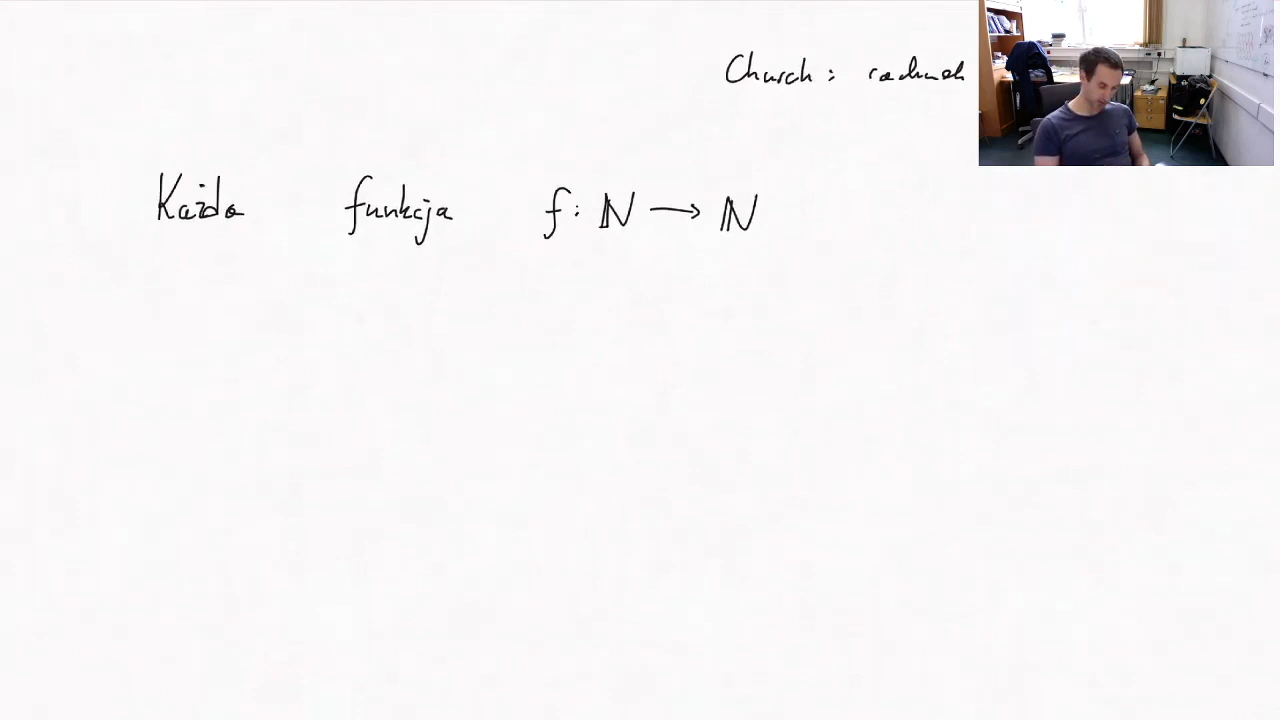 Church: rachunek
Każda funkcja f: ℕ → ℕ